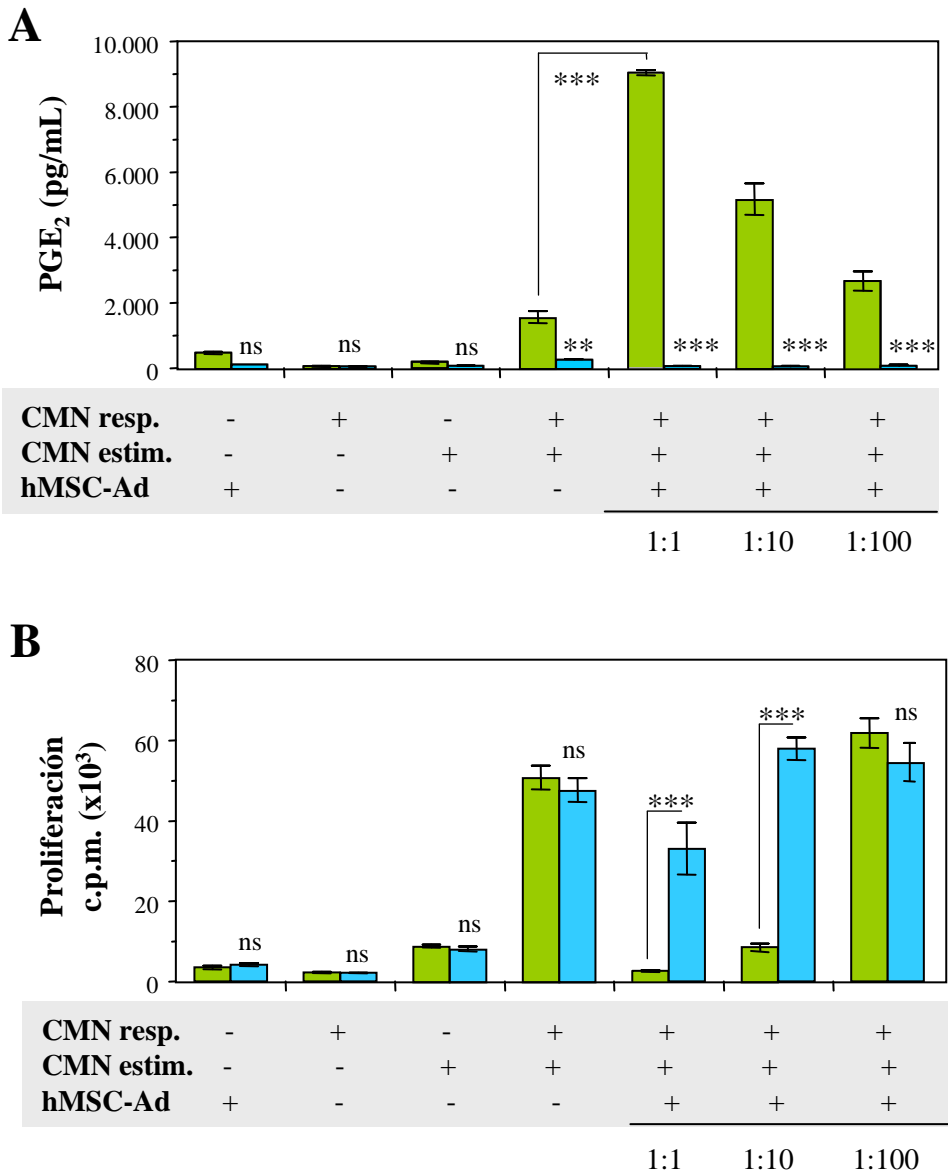 A
PGE2 (pg/mL)
10.000
8.000
6.000
4.000
2.000
0
ns
ns
ns
**
***
***
***
***
CMN resp. - + - + + + +
CMN estim. - - + + + + +
hMSC-Ad + - - - + + +
1:1 1:10 1:100
B
Proliferación
c.p.m. (x10³)
80
60
40
20
0
ns
ns
ns
ns
***
***
ns
CMN resp. - + - + + + +
CMN estim. - - + + + + +
hMSC-Ad + - - - + + +
1:1 1:10 1:100